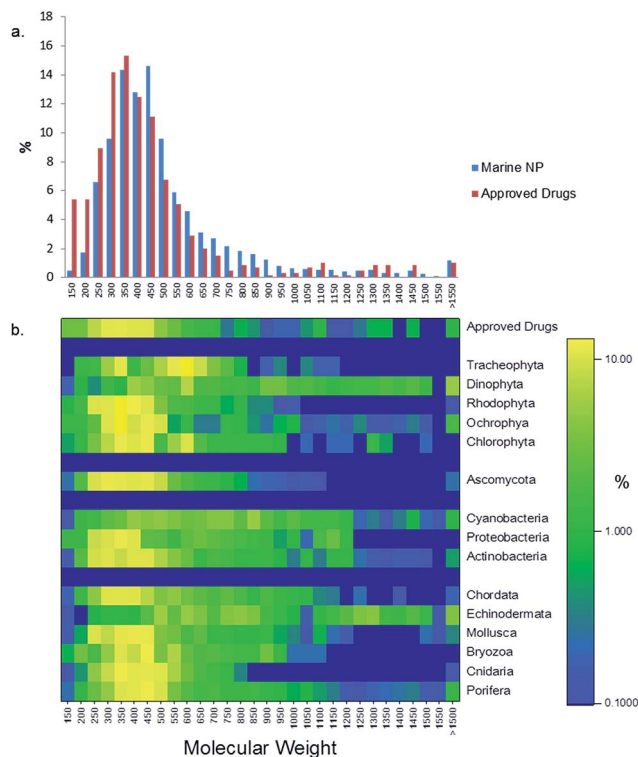 a.
18
16
14
12
10
8
6
4
2
0
%
Marine NP
Approved Drugs
150 200 250 300 350 400 450 500 550 600 650 700 750 800 850 900 950 1000 1050 1100 1150 1200 1250 1300 1350 1400 1450 1500 1550 >1550
b.
Approved Drugs
Tracheophyta
Dinophyta
Rhodophyta
Ochrophya
Chlorophyta
Ascomycota
Cyanobacteria
Proteobacteria
Actinobacteria
Chordata
Echinodermata
Mollusca
Bryozoa
Cnidaria
Porifera
10.00
%
1.000
0.1000
150 200 250 300 350 400 450 500 550 600 650 700 750 800 850 900 950 1000 1050 1100 1150 1200 1250 1300 1350 1400 1450 1500 1550 >1500
Molecular Weight